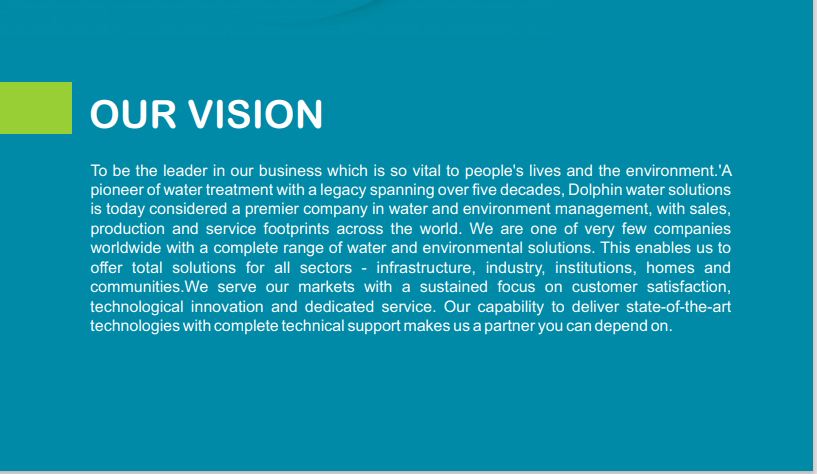 OUR VISION
To be the leader in our business which is so vital to people's lives and the environment.'A
pioneer of water treatment with a legacy spanning over five decades, Dolphin water solutions
is today considered a premier company in water and environment management, with sales,
production and service footprints across the world. We are one of very few companies
worldwide with a complete range of water and environmental solutions. This enables us to
offer total solutions for all sectors - infrastructure, industry, institutions, homes and
communities.We serve our markets with a sustained focus on customer satisfaction,
technological innovation and dedicated service. Our capability to deliver state-of-the-art
technologies with complete technical support makes us a partner you can depend on.